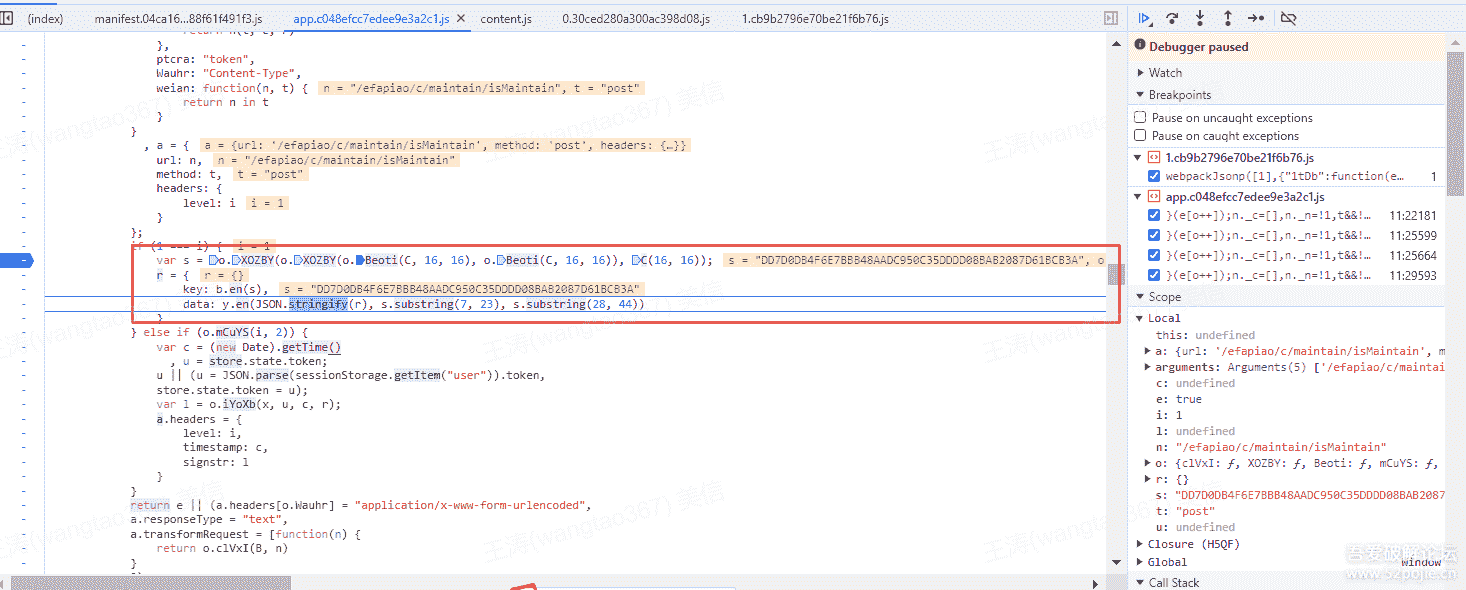 (index) manifest.04ca16...88f61f491f3.js app.c048efcc7edee9e3a2c1.js content.js 0.30ced280a300ac398d08.js 1.cb9b2796e70be21f6b76.js
},
ptcra: "token",
Wauhr: "Content-Type",
weian: function(n, t) { n = "/efapiao/c/maintain/isMaintain", t = "post"
return n in t
}
}
, a = { a = {url: '/efapiao/c/maintain/isMaintain', method: 'post', headers: {…}}
url: n, n = "/efapiao/c/maintain/isMaintain"
method: t, t = "post"
headers: {
level: i i = 1
}
};
if (1 === i) { i = 1
var s = o.XOZBY(o.XOZBY(o.Beoti(C, 16, 16), o.Beoti(C, 16, 16)), C(16, 16)); s = "DD7D0DB4F6E7BBB48AADC950C35DDDD08BAB2087D61BCB3A", o
r = { r = {}
key: b.en(s), s = "DD7D0DB4F6E7BBB48AADC950C35DDDD08BAB2087D61BCB3A"
data: y.en(JSON.stringify(r), s.substring(7, 23), s.substring(28, 44))
}
} else if (o.mCuYS(i, 2)) {
var c = (new Date).getTime()
, u = store.state.token;
u || (u = JSON.parse(sessionStorage.getItem("user")).token,
store.state.token = u);
var l = o.iYoXb(x, u, c, r);
a.headers = {
level: i,
timestamp: c,
signstr: l
}
}
return e || (a.headers[o.Wauhr] = "application/x-www-form-urlencoded",
a.responseType = "text",
a.transformRequest = [function(n) {
return o.clVxI(B, n)
}
Debugger paused
Watch
Breakpoints
Pause on uncaught exceptions
Pause on caught exceptions
1.cb9b2796e70be21f6b76.js
webpackJsonp([1],{"1tDb":function(e… 1
app.c048efcc7edee9e3a2c1.js
}(e[o++]);n._c=[],n._n=!1,t&&!… 11:22181
}(e[o++]);n._c=[],n._n=!1,t&&!… 11:25599
}(e[o++]);n._c=[],n._n=!1,t&&!… 11:25664
}(e[o++]);n._c=[],n._n=!1,t&&!… 11:29593
Scope
Local
this: undefined
a: {url: '/efapiao/c/maintain/isMaintain', m
arguments: Arguments(5) ['/efapiao/c/maintai
c: undefined
e: true
i: 1
l: undefined
n: "/efapiao/c/maintain/isMaintain"
o: {clVxI: ƒ, XOZBY: ƒ, Beoti: ƒ, mCuYS: ƒ,
r: {}
s: "DD7D0DB4F6E7BBB48AADC950C35DDDD08BAB2087
t: "post"
u: undefined
Closure (H5QF)
Global Window
Call Stack
王涛(wangtao367) 美信
吾爱破解论坛
www.52pojie.cn